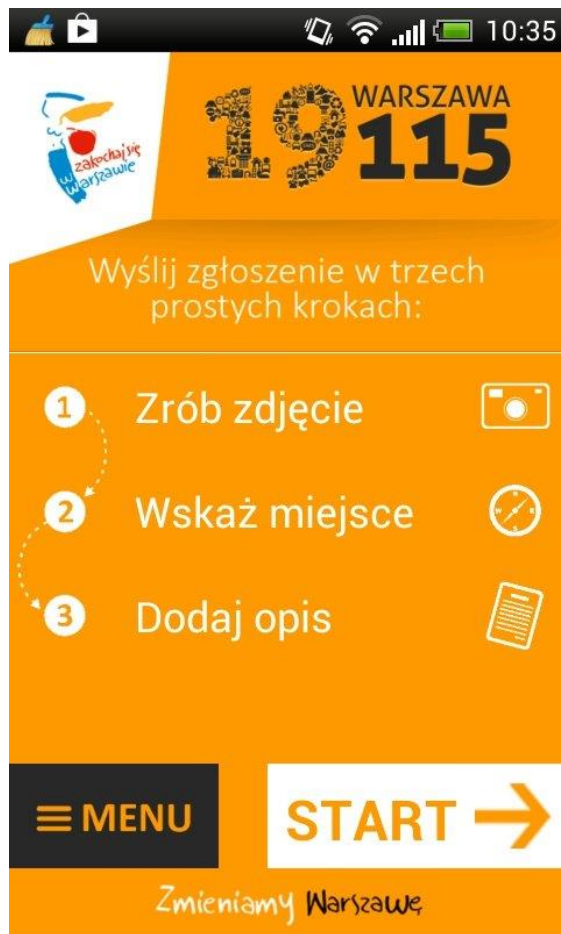 10:35
zakochaj się
w warszawie
19 WARSZAWA
115
Wyślij zgłoszenie w trzech
prostych krokach:
1 Zrób zdjęcie
2 Wskaż miejsce
3 Dodaj opis
MENU
START
Zmieniamy Warszawę